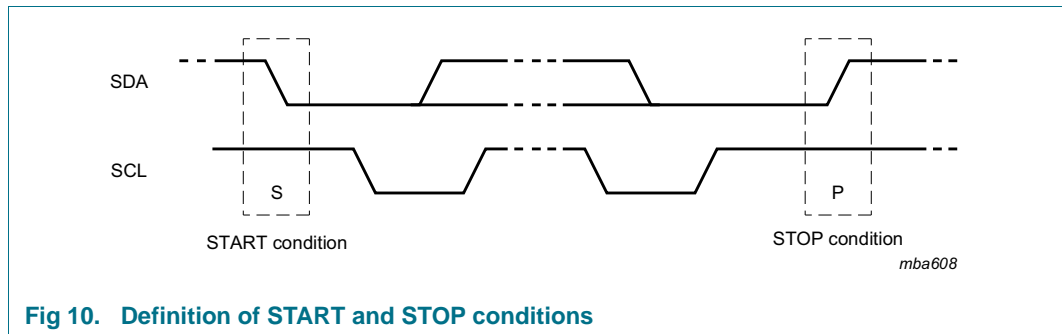 SDA
SCL
S
P
START condition
STOP condition
mba608
Fig 10. Definition of START and STOP conditions